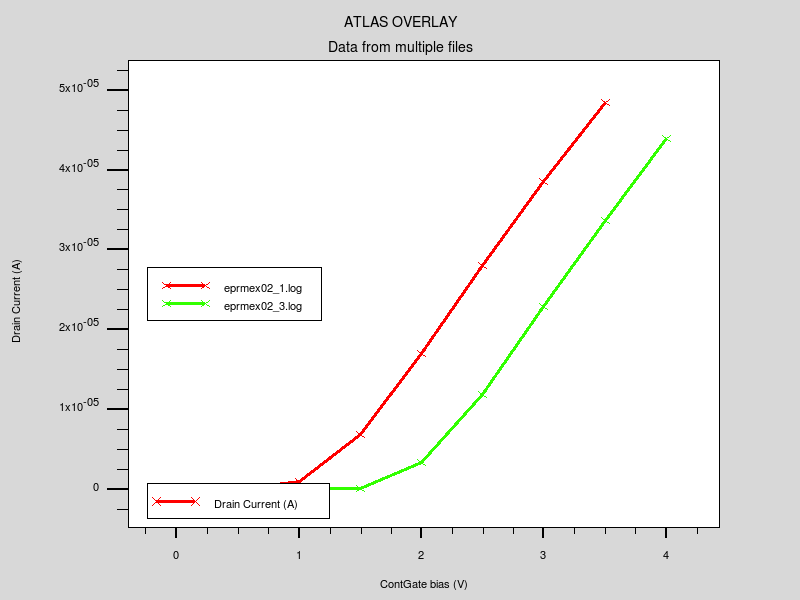 ATLAS OVERLAY
Data from multiple files
5x10-05
4x10-05
3x10-05
2x10-05
1x10-05
0
Drain Current (A)
eprmex02_1.log
eprmex02_3.log
Drain Current (A)
0 1 2 3 4
ContGate bias (V)